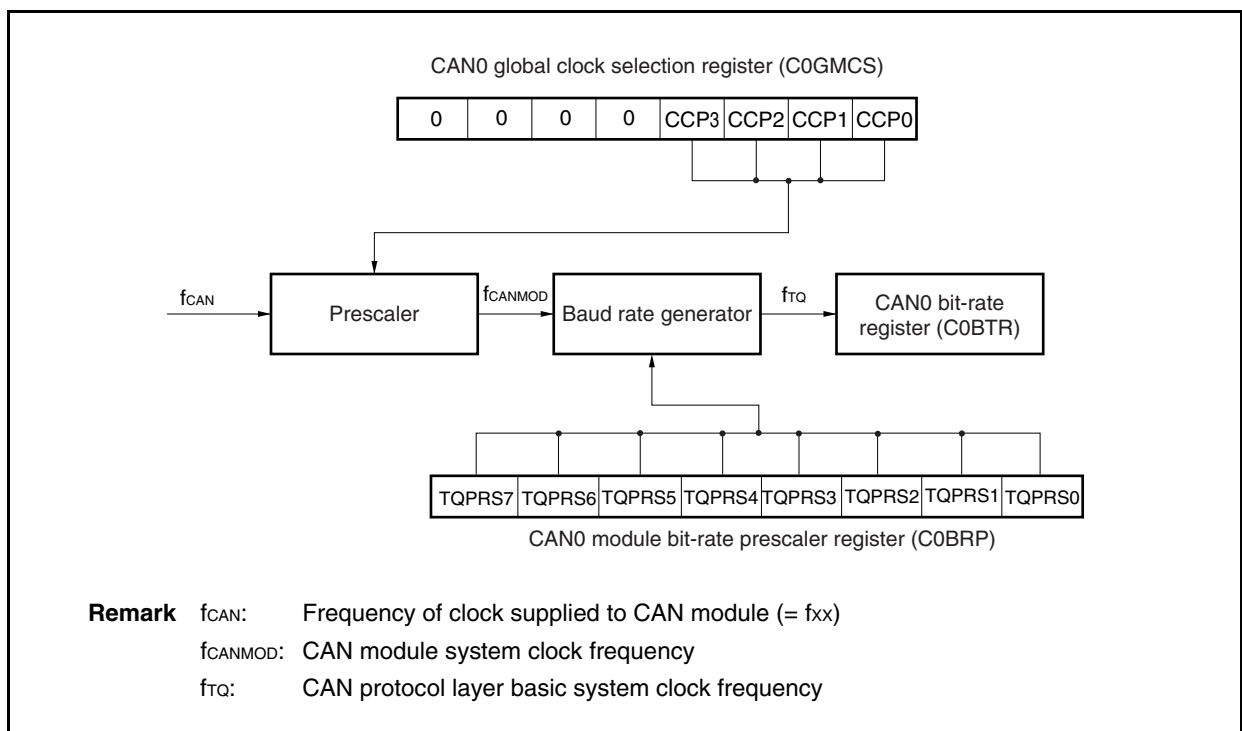 CAN0 global clock selection register (C0GMCS)
0 0 0 0 CCP3 CCP2 CCP1 CCP0
fCAN
Prescaler
fCANMOD
Baud rate generator
fTQ
CAN0 bit-rate
register (C0BTR)
TQPRS7 TQPRS6 TQPRS5 TQPRS4 TQPRS3 TQPRS2 TQPRS1 TQPRS0
CAN0 module bit-rate prescaler register (C0BRP)
Remark fCAN: Frequency of clock supplied to CAN module (= fXX)
fCANMOD: CAN module system clock frequency
fTQ: CAN protocol layer basic system clock frequency